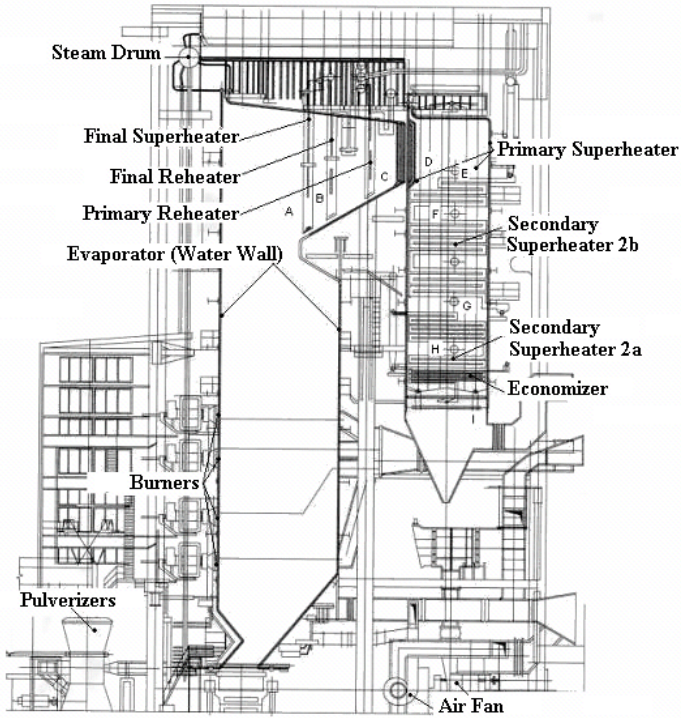 Steam Drum
Final Superheater
Final Reheater
Primary Reheater
A
B
C
D
E
Primary Superheater
F
Secondary
Superheater 2b
Evaporator (Water Wall)
G
Secondary
Superheater 2a
H
Economizer
I
Burners
Pulverizers
Air Fan